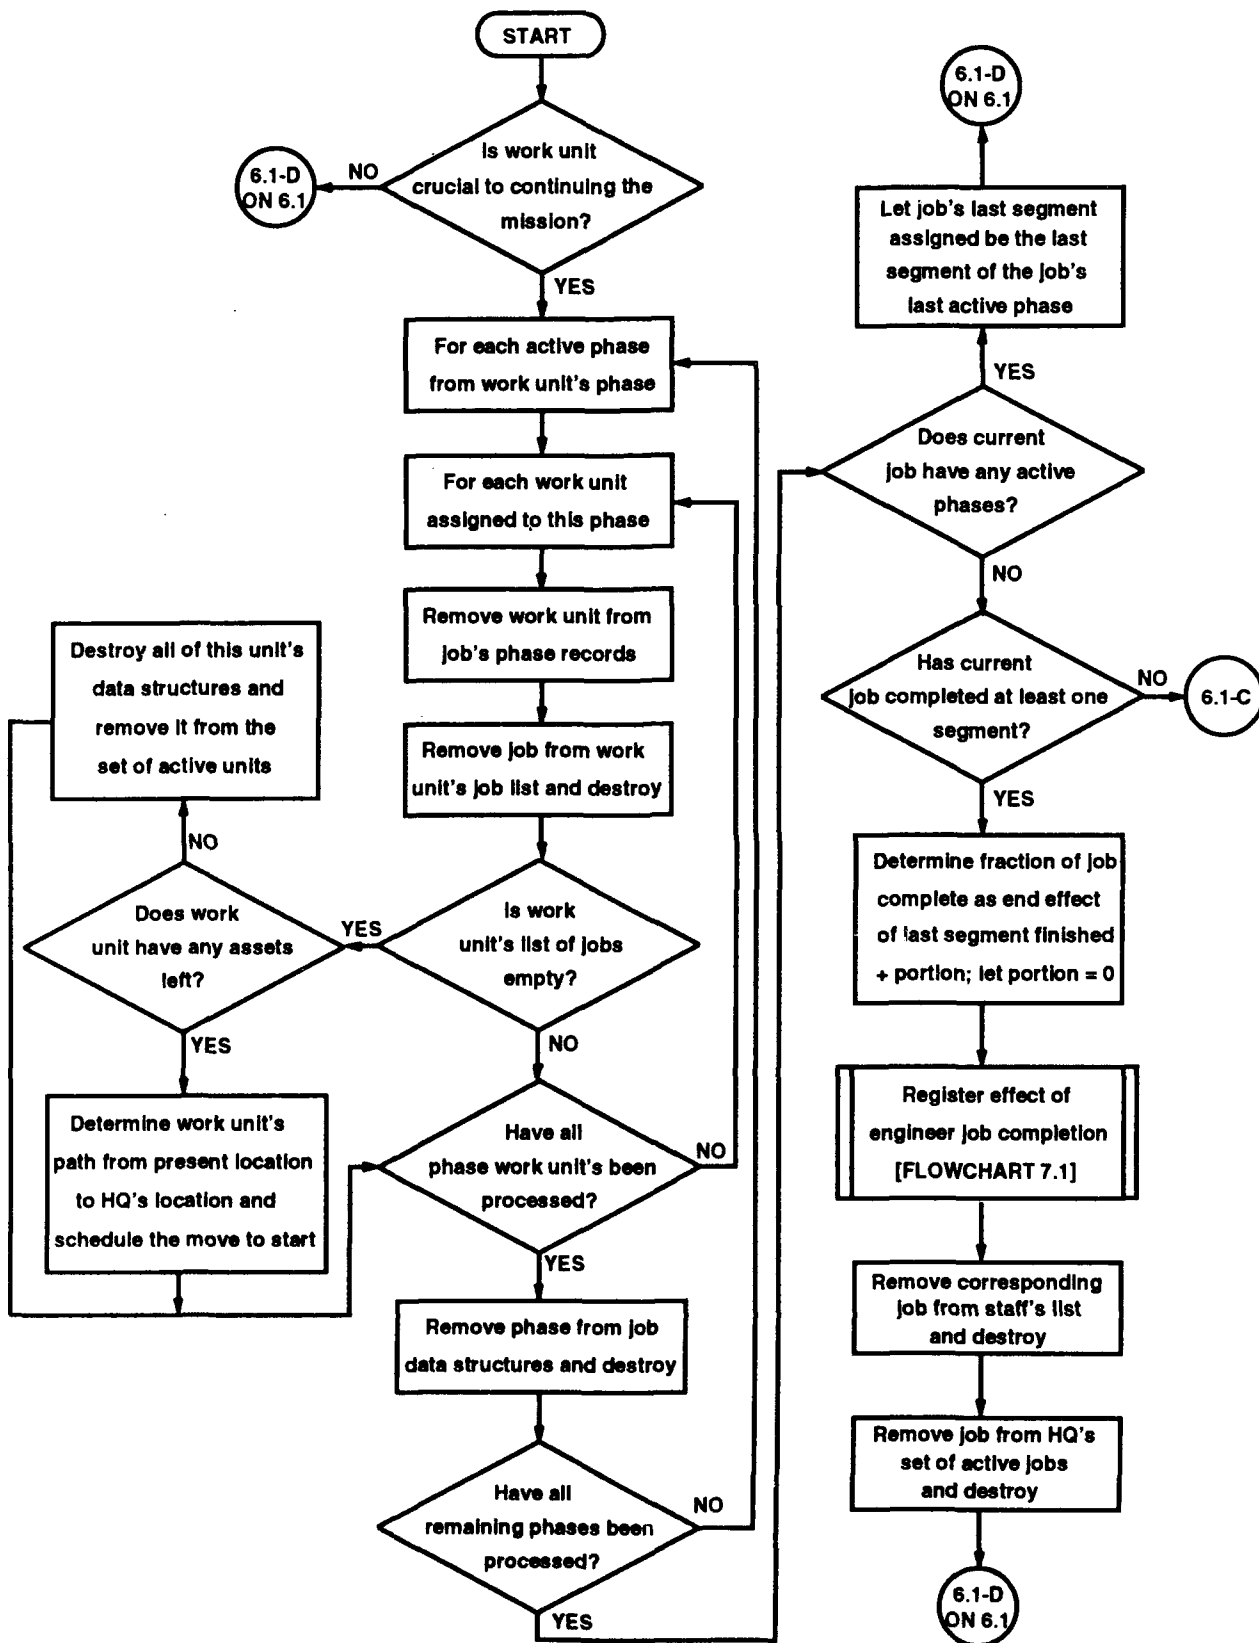 START
Is work unit
crucial to continuing the
mission?
NO
6.1-D
ON 6.1
YES
For each active phase
from work unit's phase
For each work unit
assigned to this phase
Remove work unit from
job's phase records
Remove job from work
unit's job list and destroy
Is work
unit's list of jobs
empty?
YES
NO
Does work
unit have any assets
left?
NO
YES
Destroy all of this unit's
data structures and
remove it from the
set of active units
Determine work unit's
path from present location
to HQ's location and
schedule the move to start
Have all
phase work unit's been
processed?
NO
YES
Remove phase from job
data structures and destroy
Have all
remaining phases been
processed?
NO
YES
Does current
job have any active
phases?
YES
NO
Let job's last segment
assigned be the last
segment of the job's
last active phase
6.1-D
ON 6.1
Has current
job completed at least one
segment?
NO
6.1-C
YES
Determine fraction of job
complete as end effect
of last segment finished
+ portion; let portion = 0
Register effect of
engineer job completion
[FLOWCHART 7.1]
Remove corresponding
job from staff's list
and destroy
Remove job from HQ's
set of active jobs
and destroy
6.1-D
ON 6.1